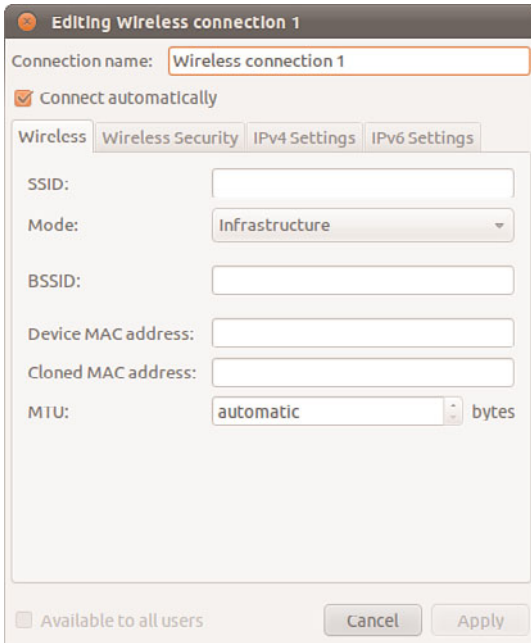 Editing Wireless connection 1
Connection name: Wireless connection 1
Connect automatically
Wireless Wireless Security IPv4 Settings IPv6 Settings
SSID:
Mode: Infrastructure
BSSID:
Device MAC address:
Cloned MAC address:
MTU: automatic bytes
Available to all users Cancel Apply